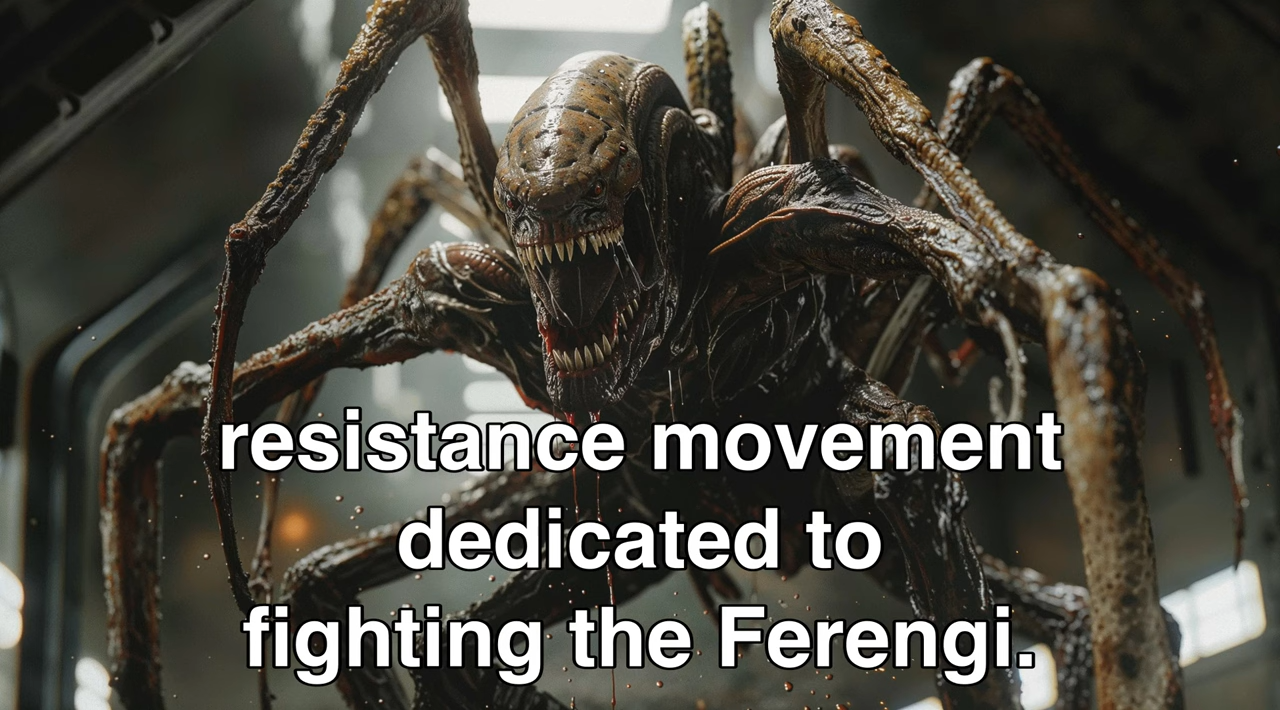 resistance movement
dedicated to
fighting the Ferengi.